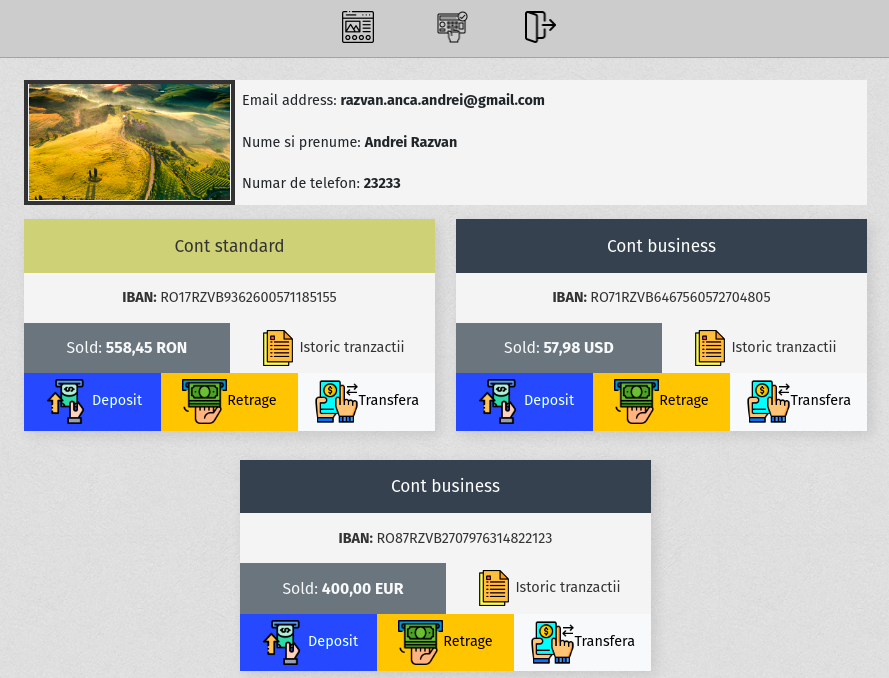 Email address: razvan.anca.andrei@gmail.com
Nume si prenume: Andrei Razvan
Numar de telefon: 23233
Cont standard
IBAN: RO17RZVB9362600571185155
Sold: 558,45 RON
Istoric tranzactii
Deposit
Retrage
Transfera
Cont business
IBAN: RO71RZVB6467560572704805
Sold: 57,98 USD
Istoric tranzactii
Deposit
Retrage
Transfera
Cont business
IBAN: RO87RZVB2707976314822123
Sold: 400,00 EUR
Istoric tranzactii
Deposit
Retrage
Transfera